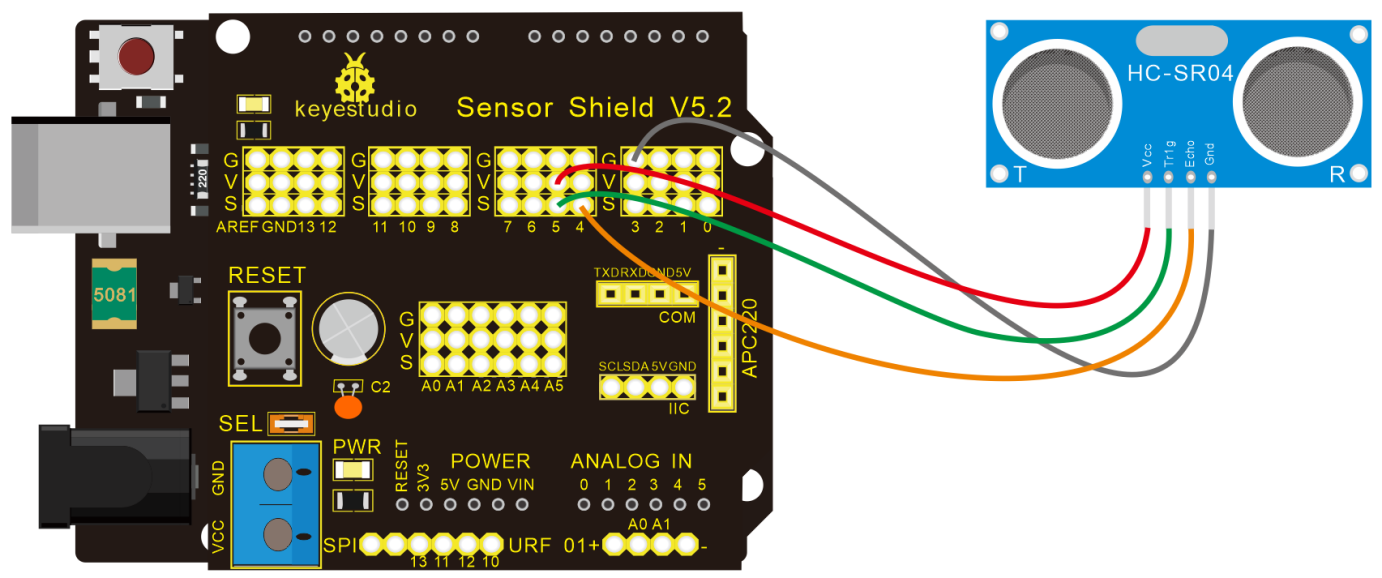 HC-SR04
Vcc
Tr1g
Echo
Gnd
T
R
keyestudio
Sensor Shield V5.2
220
G
V
S
AREF GND 13 12
G
V
S
11 10 9 8
G
V
S
7 6 5 4
G
V
S
3 2 1 0
5081
RESET
G
V
S
A0 A1 A2 A3 A4 A5
C2
TXDRXDGND5V
COM
SCLSDA 5VGND
IIC
-
APC220
SEL
PWR
GND
VCC
RESET
3V3
POWER
5V GND VIN
ANALOG IN
0 1 2 3 4 5
A0 A1
SPI
13 11 12 10
URF 01+
-